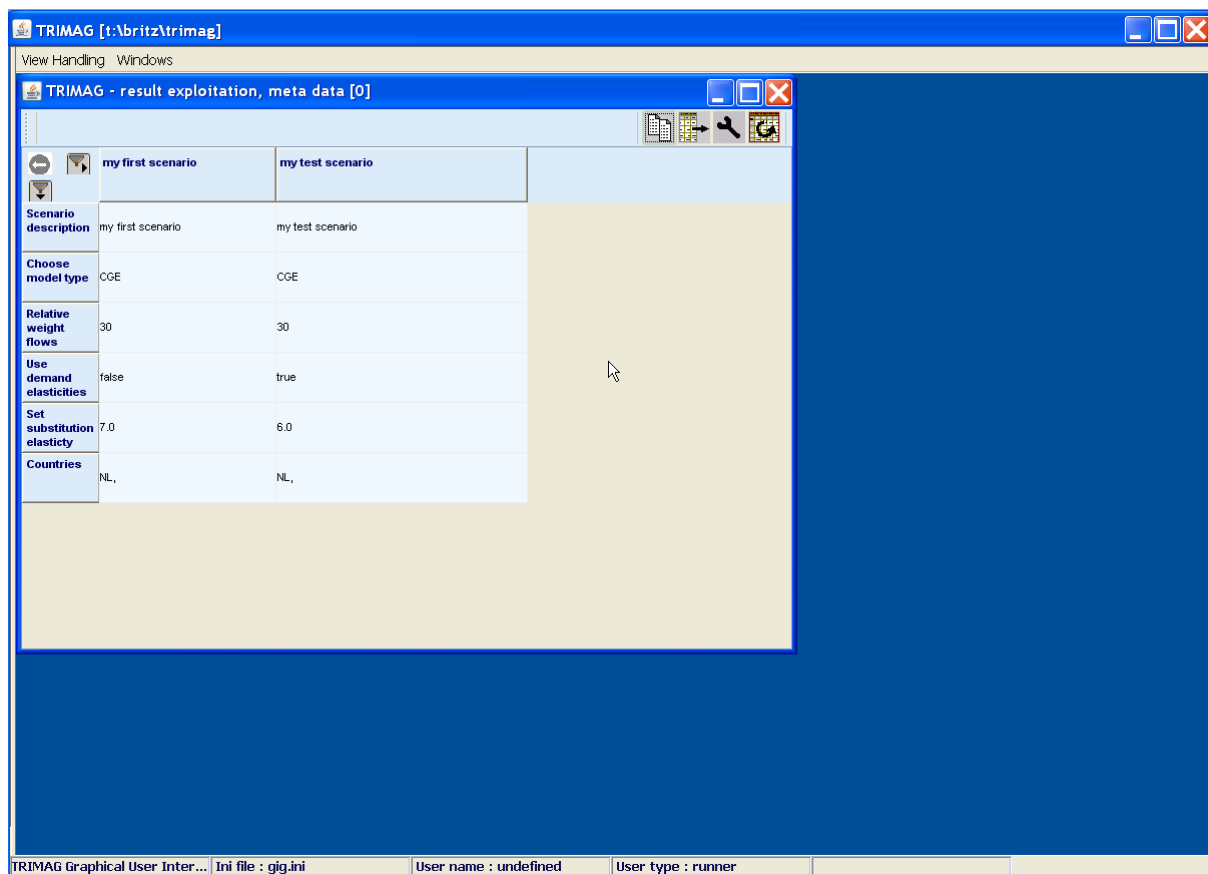 TRIMAG [t:\britz\trimag]
View Handling Windows
TRIMAG - result exploitation, meta data [0]
my first scenario my test scenario
Scenario
description my first scenario my test scenario
Choose
model type CGE CGE
Relative
weight 30 30
flows
Use
demand false true
elasticities
Set
substitution 7.0 6.0
elasticty
Countries
NL, NL,
TRIMAG Graphical User Inter... Ini file : gig.ini User name : undefined User type : runner